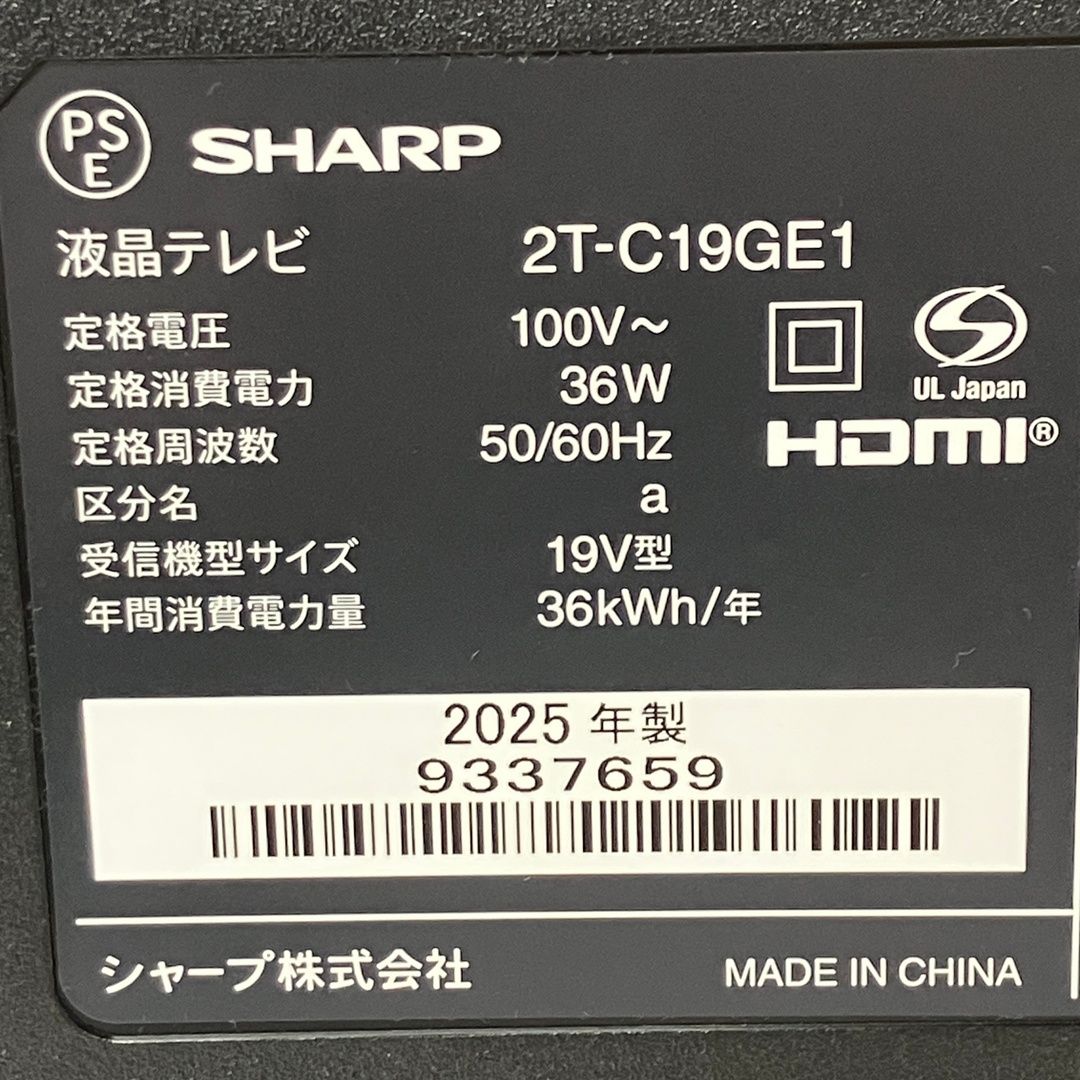 PS
E
SHARP
液晶テレビ 2T-C19GE1
定格電圧 100V～
定格消費電力 36W
定格周波数 50/60Hz
区分名 a
受信機型サイズ 19V型
年間消費電力量 36kWh/年
UL Japan
HDMI®
2025 年製
9337659
シャープ株式会社
MADE IN CHINA